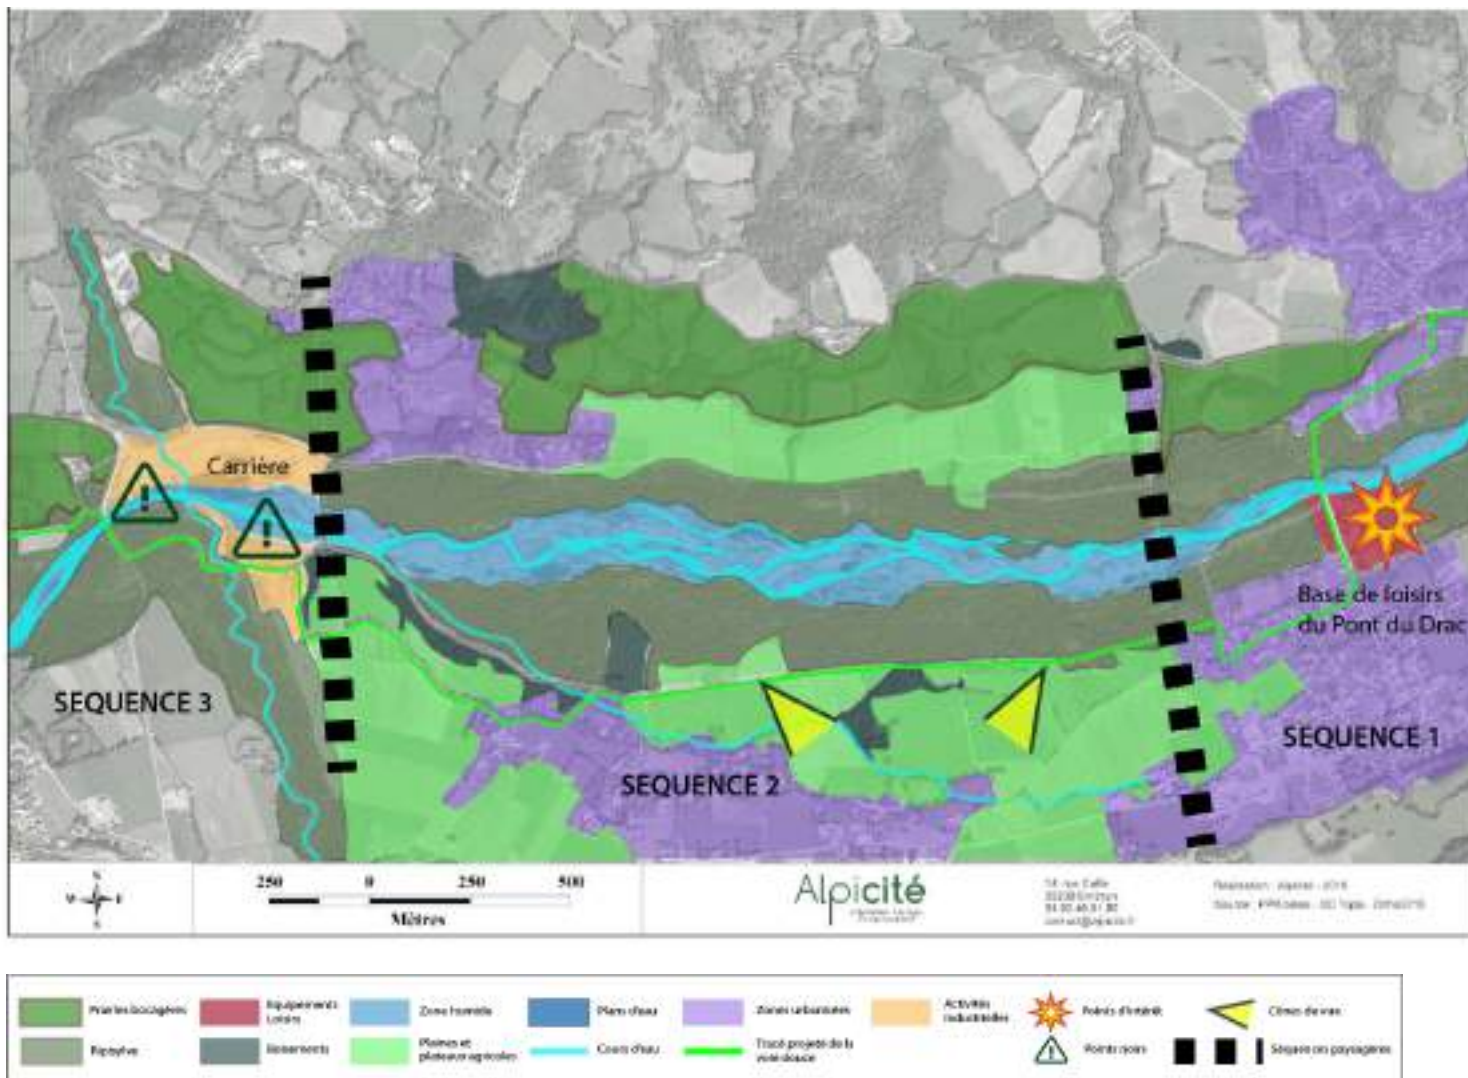 Carrière
Base de loisirs
du Pont du Drac
SEQUENCE 3
SEQUENCE 1
SEQUENCE 2
250 0 250 500
Mètres
Alpicité
Prairies bocagères
Equipements
Loisirs
Zone humide
Plans d'eau
Zones urbanisées
Activités
industrielles
Points d'intérêt
Cônes de vue
Ripisylve
Boisements
Plaines et
plateaux agricoles
Cours d'eau
Tracé projeté de la
voie douce
Points noirs
Séquences paysagères